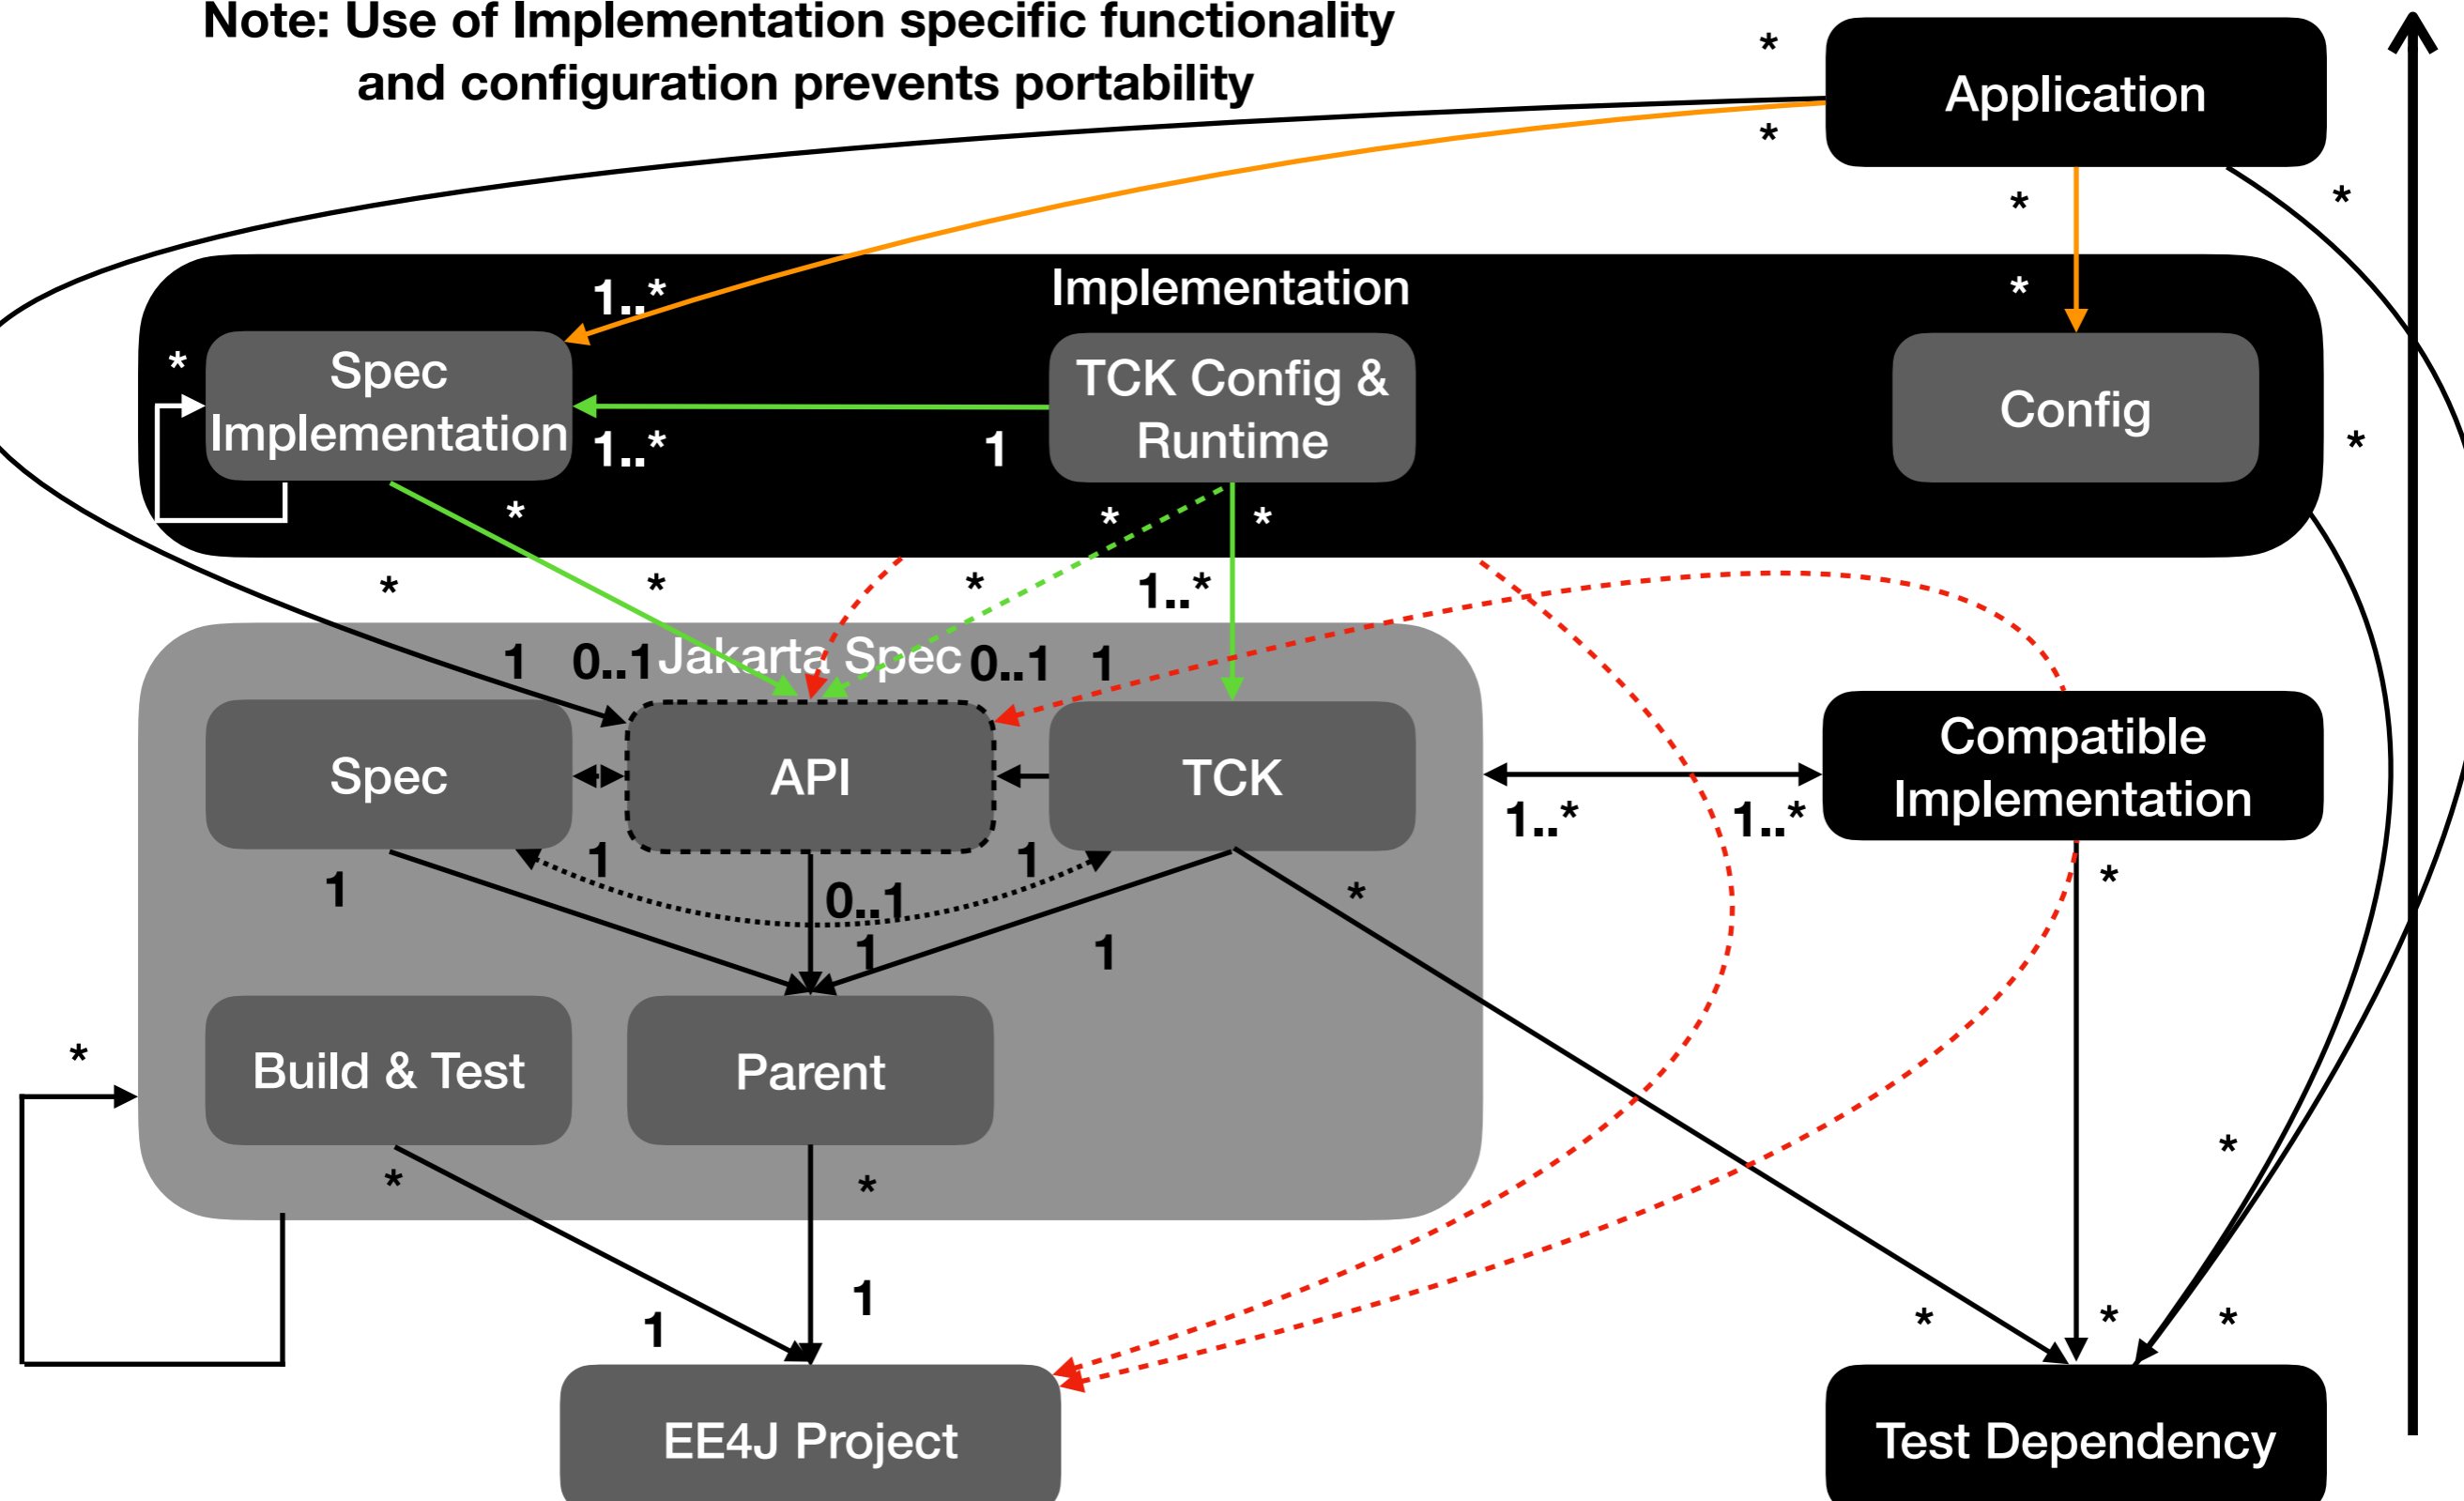 Note: Use of Implementation specific functionality
and configuration prevents portability
*
Application
*
*
*
Implementation
1..*
*
*
Spec
Implementation
TCK Config &
Runtime
Config
1..*
1
*
*
*
*
*
*
*
1..*
Jakarta Spec
1
0..1
0..1
1
Spec
API
TCK
Compatible
Implementation
1..*
1..*
1
1
1
0..1
*
*
1
1
*
Build & Test
Parent
*
*
*
1
1
*
*
*
EE4J Project
Test Dependency